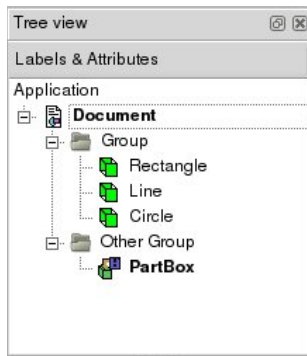 Tree view
Labels & Attributes
Application
Document
Group
Rectangle
Line
Circle
Other Group
PartBox